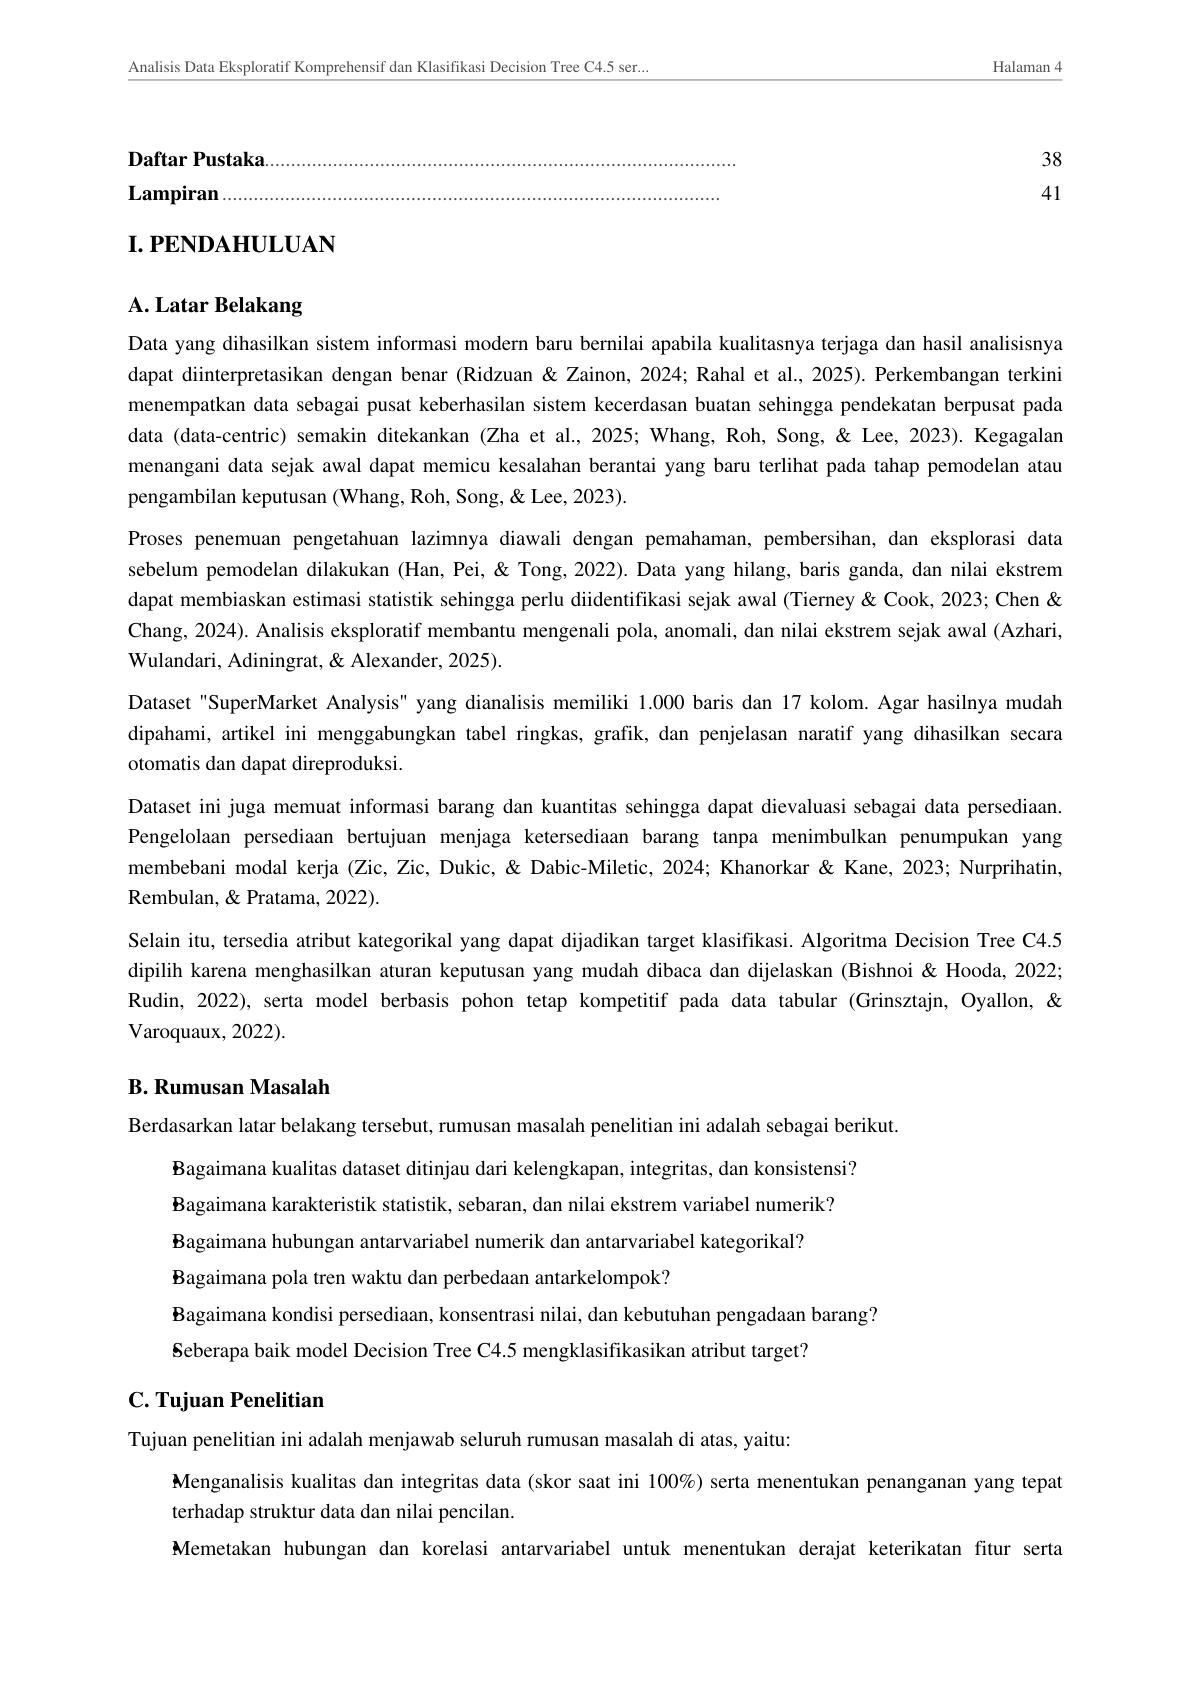 Analisis Data Eksploratif Komprehensif dan Klasifikasi Decision Tree C4.5 ser... Halaman 4
Daftar Pustaka.......................................................................................... 38
Lampiran............................................................................................... 41
I. PENDAHULUAN
A. Latar Belakang
Data yang dihasilkan sistem informasi modern baru bernilai apabila kualitasnya terjaga dan hasil analisisnya
dapat diinterpretasikan dengan benar (Ridzuan & Zainon, 2024; Rahal et al., 2025). Perkembangan terkini
menempatkan data sebagai pusat keberhasilan sistem kecerdasan buatan sehingga pendekatan berpusat pada
data (data-centric) semakin ditekankan (Zha et al., 2025; Whang, Roh, Song, & Lee, 2023). Kegagalan
menangani data sejak awal dapat memicu kesalahan berantai yang baru terlihat pada tahap pemodelan atau
pengambilan keputusan (Whang, Roh, Song, & Lee, 2023).
Proses penemuan pengetahuan lazimnya diawali dengan pemahaman, pembersihan, dan eksplorasi data
sebelum pemodelan dilakukan (Han, Pei, & Tong, 2022). Data yang hilang, baris ganda, dan nilai ekstrem
dapat membiaskan estimasi statistik sehingga perlu diidentifikasi sejak awal (Tierney & Cook, 2023; Chen &
Chang, 2024). Analisis eksploratif membantu mengenali pola, anomali, dan nilai ekstrem sejak awal (Azhari,
Wulandari, Adiningrat, & Alexander, 2025).
Dataset "SuperMarket Analysis" yang dianalisis memiliki 1.000 baris dan 17 kolom. Agar hasilnya mudah
dipahami, artikel ini menggabungkan tabel ringkas, grafik, dan penjelasan naratif yang dihasilkan secara
otomatis dan dapat direproduksi.
Dataset ini juga memuat informasi barang dan kuantitas sehingga dapat dievaluasi sebagai data persediaan.
Pengelolaan persediaan bertujuan menjaga ketersediaan barang tanpa menimbulkan penumpukan yang
membebani modal kerja (Zic, Zic, Dukic, & Dabic-Miletic, 2024; Khanorkar & Kane, 2023; Nurprihatin,
Rembulan, & Pratama, 2022).
Selain itu, tersedia atribut kategorikal yang dapat dijadikan target klasifikasi. Algoritma Decision Tree C4.5
dipilih karena menghasilkan aturan keputusan yang mudah dibaca dan dijelaskan (Bishnoi & Hooda, 2022;
Rudin, 2022), serta model berbasis pohon tetap kompetitif pada data tabular (Grinsztajn, Oyallon, &
Varoquaux, 2022).
B. Rumusan Masalah
Berdasarkan latar belakang tersebut, rumusan masalah penelitian ini adalah sebagai berikut.
• Bagaimana kualitas dataset ditinjau dari kelengkapan, integritas, dan konsistensi?
• Bagaimana karakteristik statistik, sebaran, dan nilai ekstrem variabel numerik?
• Bagaimana hubungan antarvariabel numerik dan antarvariabel kategorikal?
• Bagaimana pola tren waktu dan perbedaan antarkelompok?
• Bagaimana kondisi persediaan, konsentrasi nilai, dan kebutuhan pengadaan barang?
• Seberapa baik model Decision Tree C4.5 mengklasifikasikan atribut target?
C. Tujuan Penelitian
Tujuan penelitian ini adalah menjawab seluruh rumusan masalah di atas, yaitu:
• Menganalisis kualitas dan integritas data (skor saat ini 100%) serta menentukan penanganan yang tepat
terhadap struktur data dan nilai pencilan.
• Memetakan hubungan dan korelasi antarvariabel untuk menentukan derajat keterikatan fitur serta